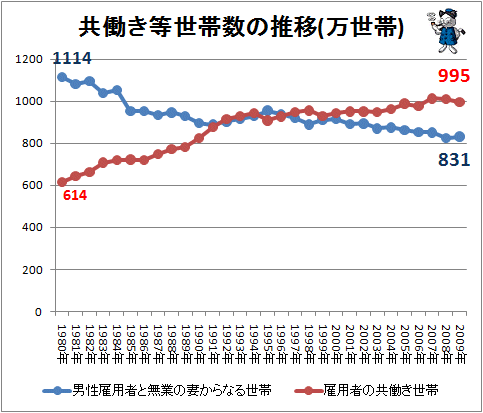 共働き等世帯数の推移(万世帯)
1200
1000
800
600
400
200
0
1114
614
995
831
1980年
1981年
1982年
1983年
1984年
1985年
1986年
1987年
1988年
1989年
1990年
1991年
1992年
1993年
1994年
1995年
1996年
1997年
1998年
1999年
2000年
2001年
2002年
2003年
2004年
2005年
2006年
2007年
2008年
2009年
男性雇用者と無業の妻からなる世帯
雇用者の共働き世帯